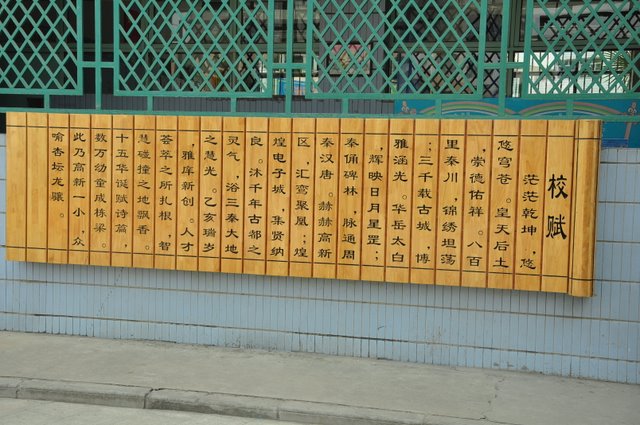 校赋
茫茫乾坤，悠
悠穹苍。皇天后土
，崇德佑祥。八百
里秦川，锦绣坦荡
；三千载古城，博
雅涵光。华岳太白
，辉映日月星罡；
秦俑碑林，脉通周
秦汉唐。赫赫高新
区，汇鸾聚凰；煌
煌电子城，集贤纳
良。沐千年古都之
灵气，浴三秦大地
之慧光。乙亥瑞岁
，雅庠新创。人才
荟萃之所扎根，智
慧碰撞之地飘香。
十五华诞赋诗篇，
数万幼童成栋梁。
此乃高新一小，众
喻杏坛龙骧。